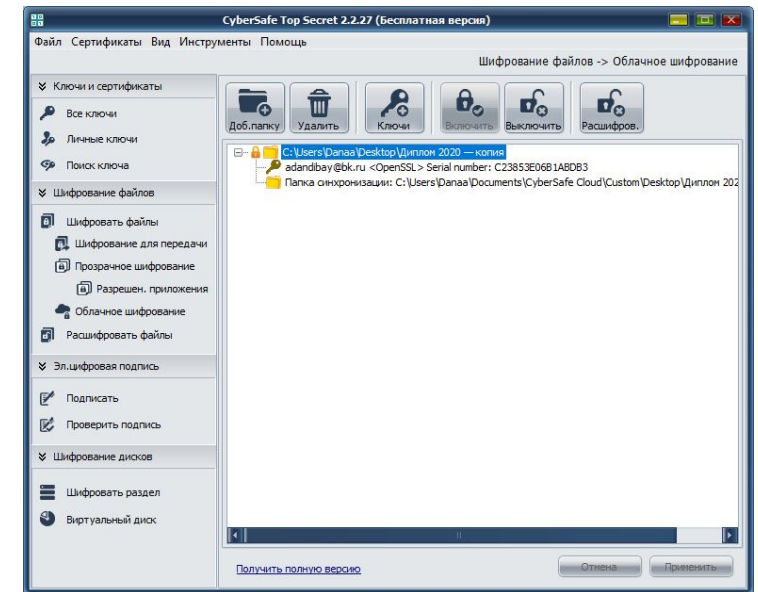 CyberSafe Top Secret 2.2.27 (Бесплатная версия)
Файл Сертификаты Вид Инструменты Помощь
Шифрование файлов -> Облачное шифрование
Ключи и сертификаты
Все ключи
Личные ключи
Поиск ключа
Шифрование файлов
Шифровать файлы
Шифрование для передачи
Прозрачное шифрование
Разрешен. приложения
Облачное шифрование
Расшифровать файлы
Эл.цифровая подпись
Подписать
Проверить подпись
Шифрование дисков
Шифровать раздел
Виртуальный диск
Доб.папку Удалить Ключи Включить Выключить Расшифров.
C:\Users\Danaa\Desktop\Диплом 2020 — копия
adandibay@bk.ru <OpenSSL> Serial number: C23853E06B1ABDB3
Папка синхронизации: C:\Users\Danaa\Documents\CyberSafe Cloud\Custom\Desktop\Диплом 202
Получить полную версию
Отмена Применить